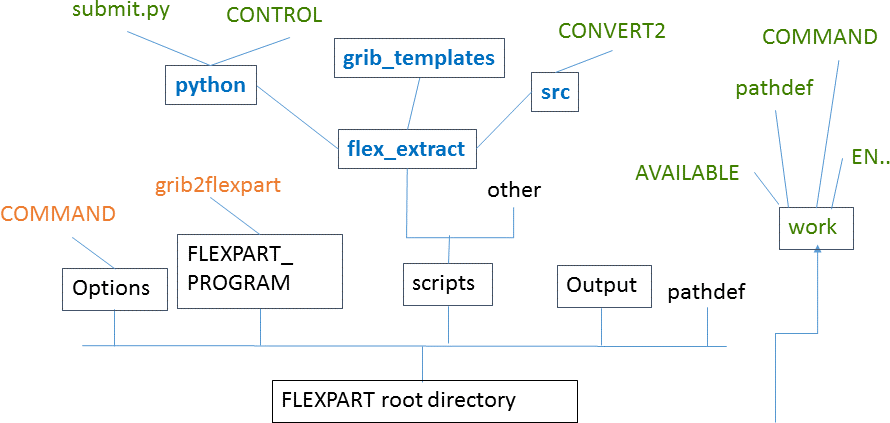 submit.py
CONTROL
CONVERT2
COMMAND
grib_templates
python
src
pathdef
flex_extract
EN..
AVAILABLE
grib2flexpart
other
COMMAND
work
FLEXPART_
PROGRAM
Options
scripts
Output
pathdef
FLEXPART root directory